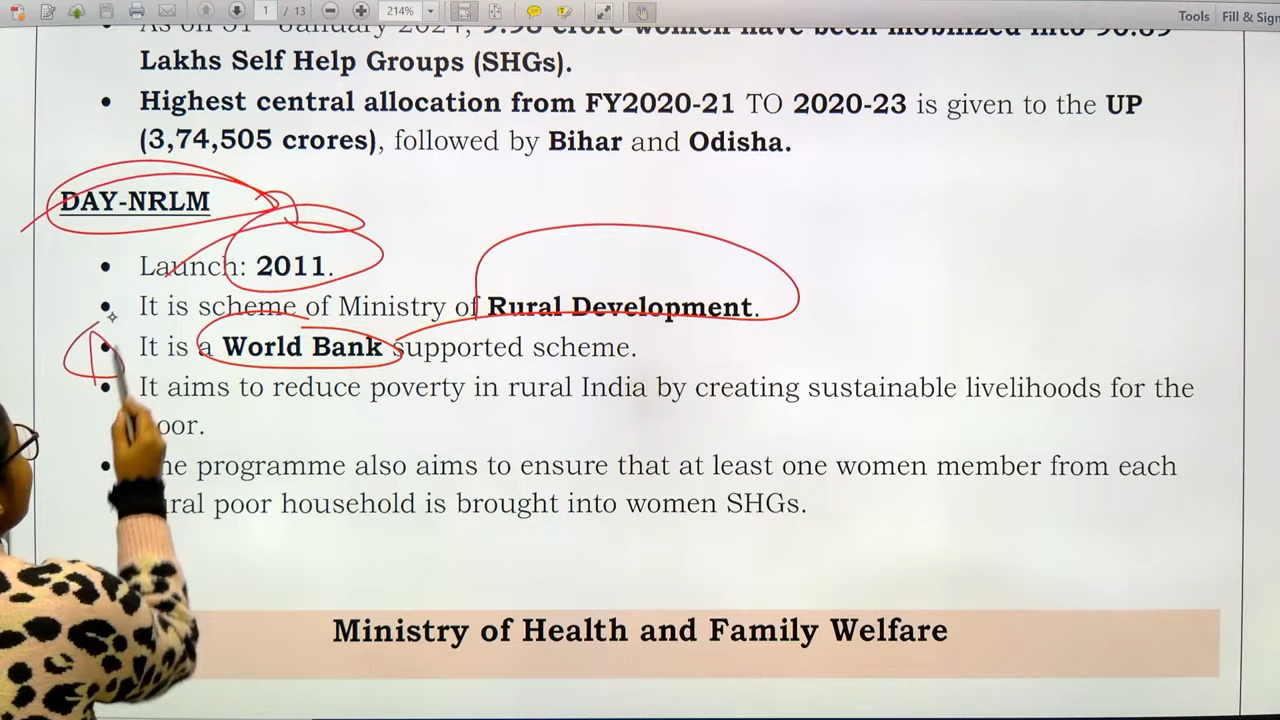 1 / 13
214%
Tools Fill & Sign
Lakhs Self Help Groups (SHGs).
• Highest central allocation from FY2020-21 TO 2020-23 is given to the UP
(3,74,505 crores), followed by Bihar and Odisha.
DAY-NRLM
• Launch: 2011.
• It is scheme of Ministry of Rural Development.
• It is a World Bank supported scheme.
• It aims to reduce poverty in rural India by creating sustainable livelihoods for the
• programme also aims to ensure that at least one women member from each
poor household is brought into women SHGs.
Ministry of Health and Family Welfare